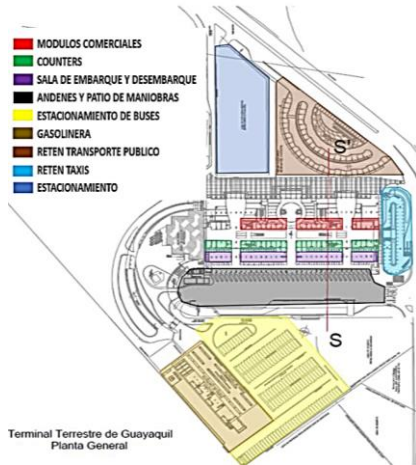 MODULOS COMERCIALES
COUNTERS
SALA DE EMBARQUE Y DESEMBARQUE
ANDENES Y PATIO DE MANIOBRAS
ESTACIONAMIENTO DE BUSES
GASOLINERA
RETEN TRANSPORTE PUBLICO
RETEN TAXIS
ESTACIONAMIENTO
S'
S
Terminal Terrestre de Guayaquil
Planta General